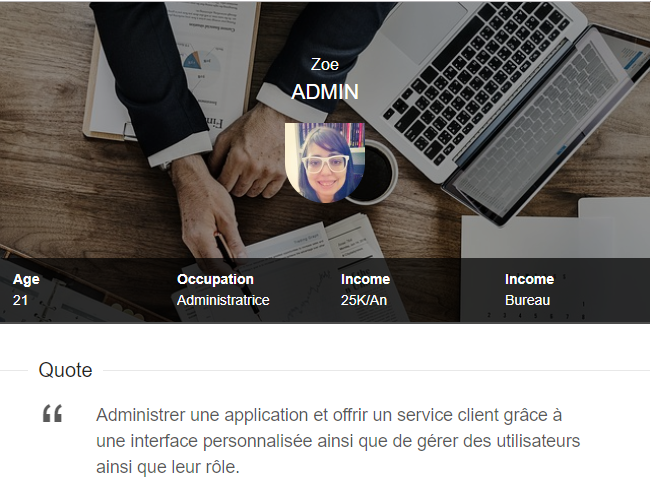 Zoe
ADMIN
Age
21
Occupation
Administratrice
Income
25K/An
Income
Bureau
Quote
“
Administrer une application et offrir un service client grâce à
une interface personnalisée ainsi que de gérer des utilisateurs
ainsi que leur rôle.